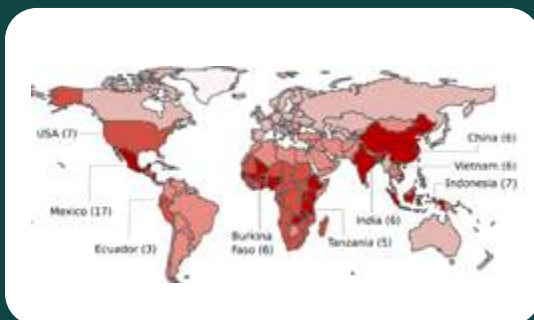 USA (7)
Mexico (17)
Ecuador (3)
Burkina
Faso (6)
Tanzania (5)
India (6)
China (6)
Vietnam (6)
Indonesia (7)